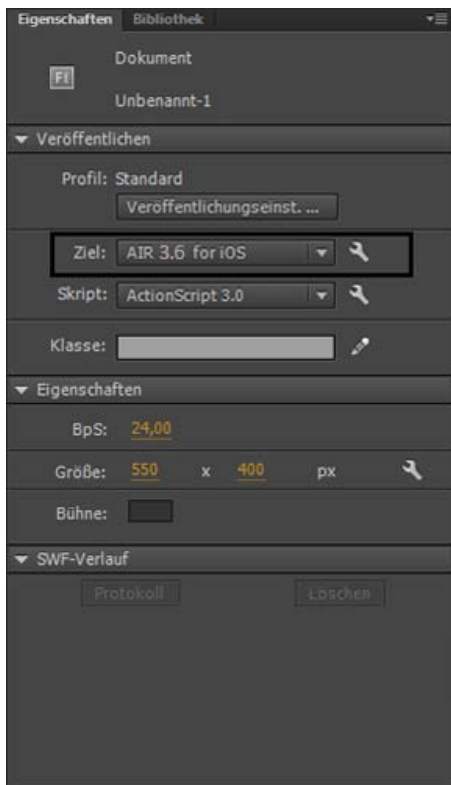 Eigenschaften Bibliothek
Dokument
Fl
Unbenannt-1
Veröffentlichen
Profil: Standard
Veröffentlichungseinst. ...
Ziel: AIR 3.6 for iOS
Skript: ActionScript 3.0
Klasse:
Eigenschaften
BpS: 24,00
Größe: 550 x 400 px
Bühne:
SWF-Verlauf
Protokoll Löschen